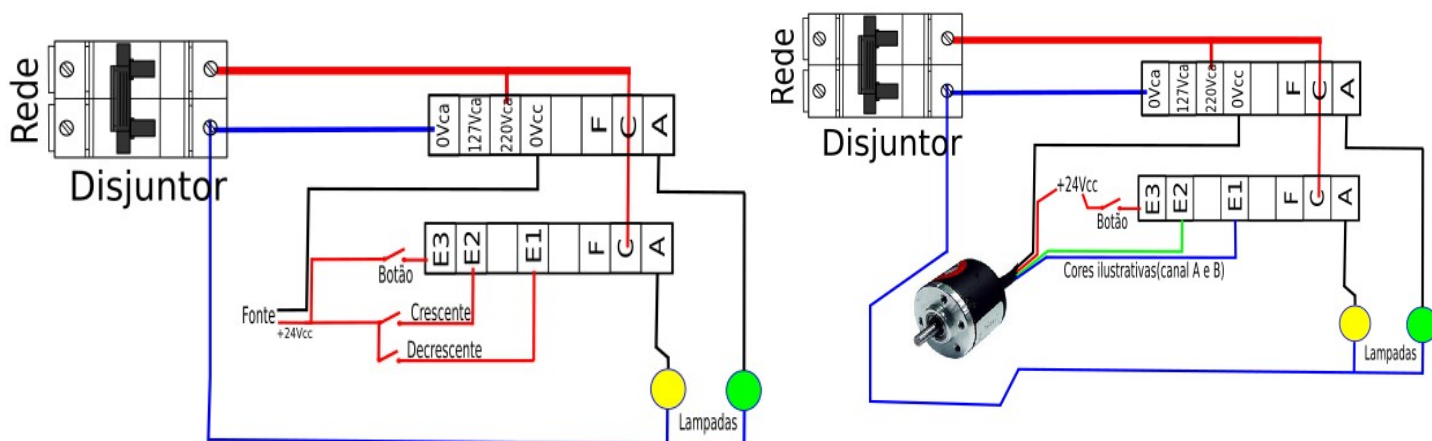 Rede
Disjuntor
0Vca
127Vca
220Vca
0Vcc
F
C
A
E3
E2
E1
F
C
A
Botão
Fonte
+24Vcc
Crescente
Decrescente
Lampadas
Rede
Disjuntor
0Vca
127Vca
220Vca
0Vcc
F
C
A
+24Vcc
Botão
E3
E2
E1
F
C
A
Cores ilustrativas(canal A e B)
Lampadas